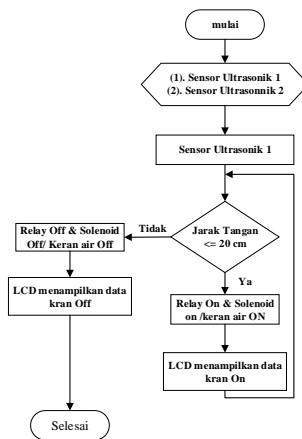 mulai
(1). Sensor Ultrasonik 1
(2). Sensor Ultrasonnik 2
Sensor Ultrasonik 1
Jarak Tangan
<= 20 cm
Tidak
Relay Off & Solenoid
Off/ Keran air Off
LCD menampilkan data
kran Off
Ya
Relay On & Solenoid
on /keran air ON
LCD menampilkan data
kran On
Selesai